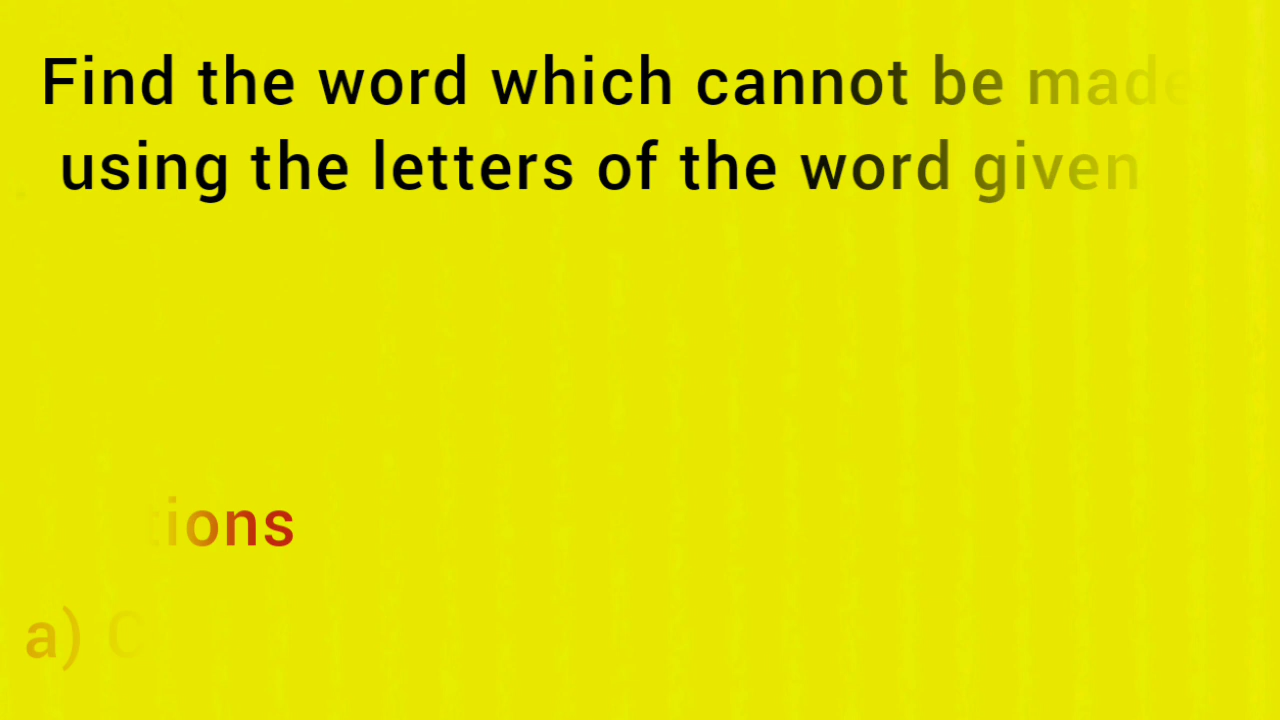 Find the word which cannot be made
using the letters of the word given
ions
a) C